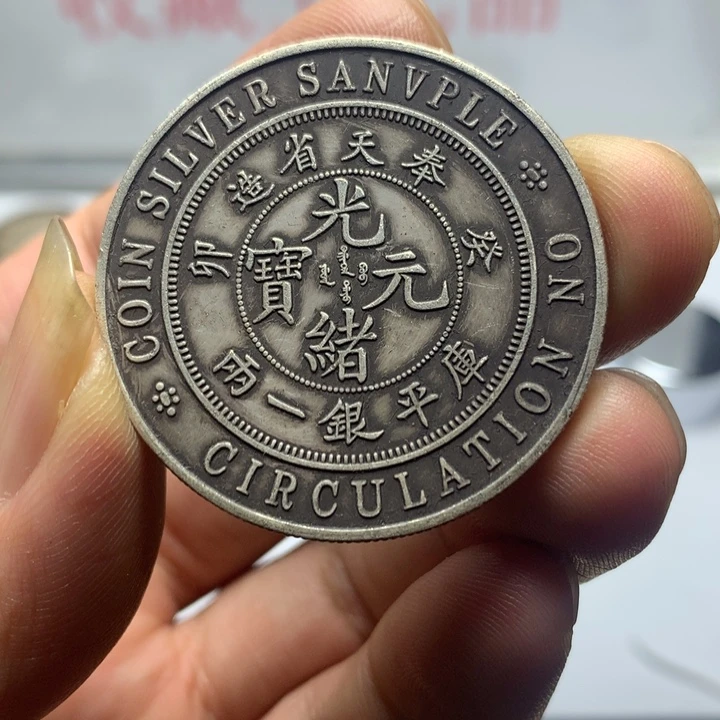 COIN SILVER SANVPLE
CIRCULATION NO
奉天省造
癸卯
庫平銀一兩
光緒元寶